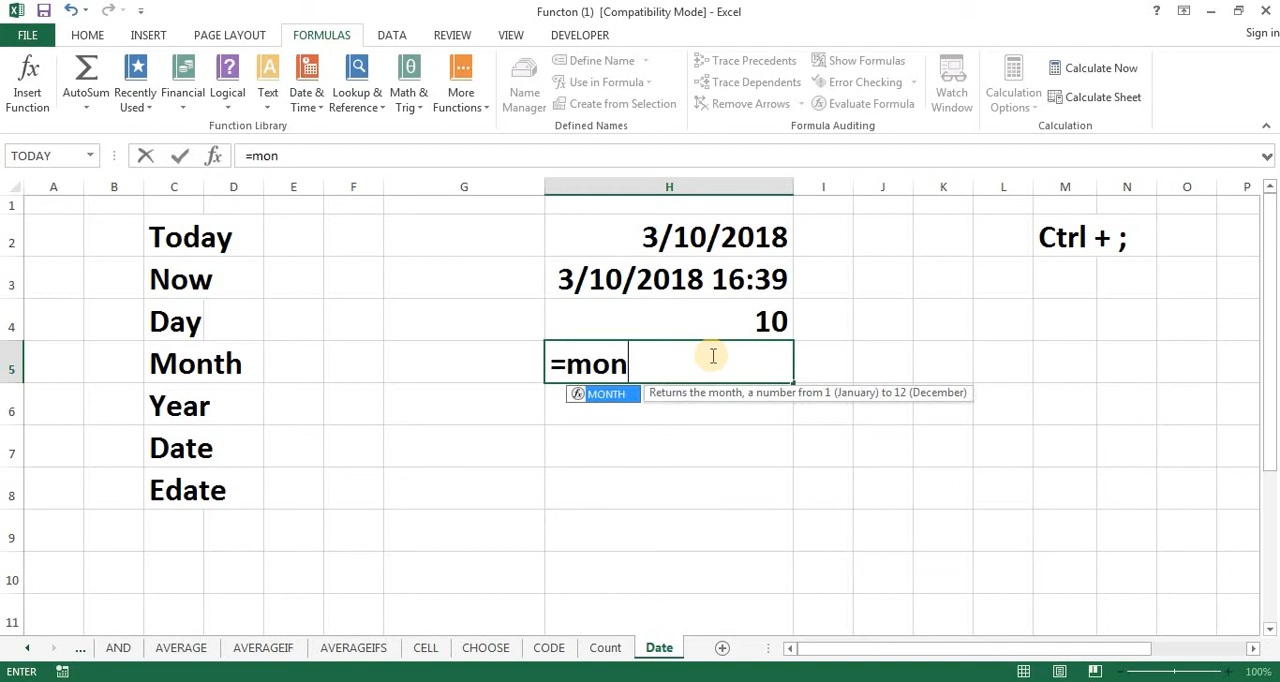 Functon (1) [Compatibility Mode] - Excel
Sign in
FILE HOME INSERT PAGE LAYOUT FORMULAS DATA REVIEW VIEW DEVELOPER
Insert Function
AutoSum
Recently Used
Financial
Logical
Text
Date & Time
Lookup & Reference
Math & Trig
More Functions
Function Library
Name Manager
Define Name
Use in Formula
Create from Selection
Defined Names
Trace Precedents
Trace Dependents
Remove Arrows
Show Formulas
Error Checking
Evaluate Formula
Formula Auditing
Watch Window
Calculation Options
Calculate Now
Calculate Sheet
Calculation
TODAY
=mon
A B C D E F G H I J K L M N O P
1
2 Today 3/10/2018 Ctrl + ;
3 Now 3/10/2018 16:39
4 Day 10
5 Month =mon
MONTH Returns the month, a number from 1 (January) to 12 (December)
6 Year
7 Date
8 Edate
9
10
11
... AND AVERAGE AVERAGEIF AVERAGEIFS CELL CHOOSE CODE Count Date
ENTER
100%